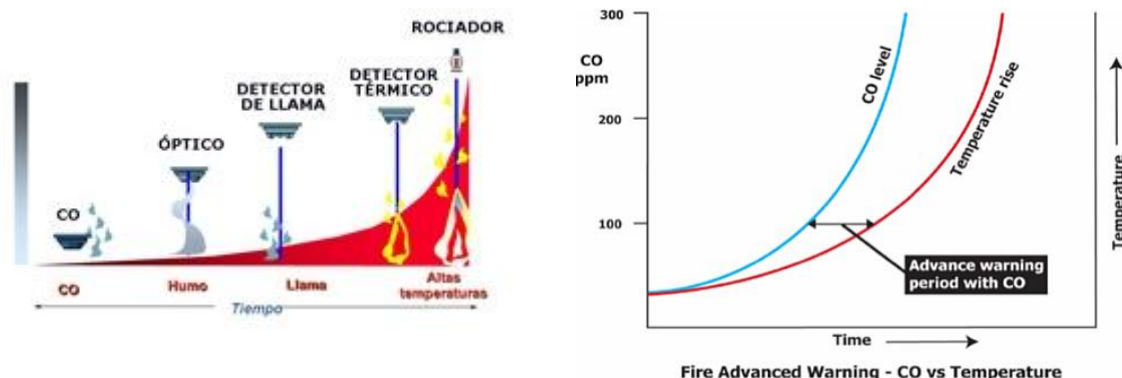 ROCIADOR
DETECTOR
TÉRMICO
DETECTOR
DE LLAMA
ÓPTICO
CO
CO
Humo
Llama
Altas
temperaturas
Tiempo
300
CO
ppm
200
100
CO level
Temperature rise
Temperature
Advance warning
period with CO
Time
Fire Advanced Warning - CO vs Temperature